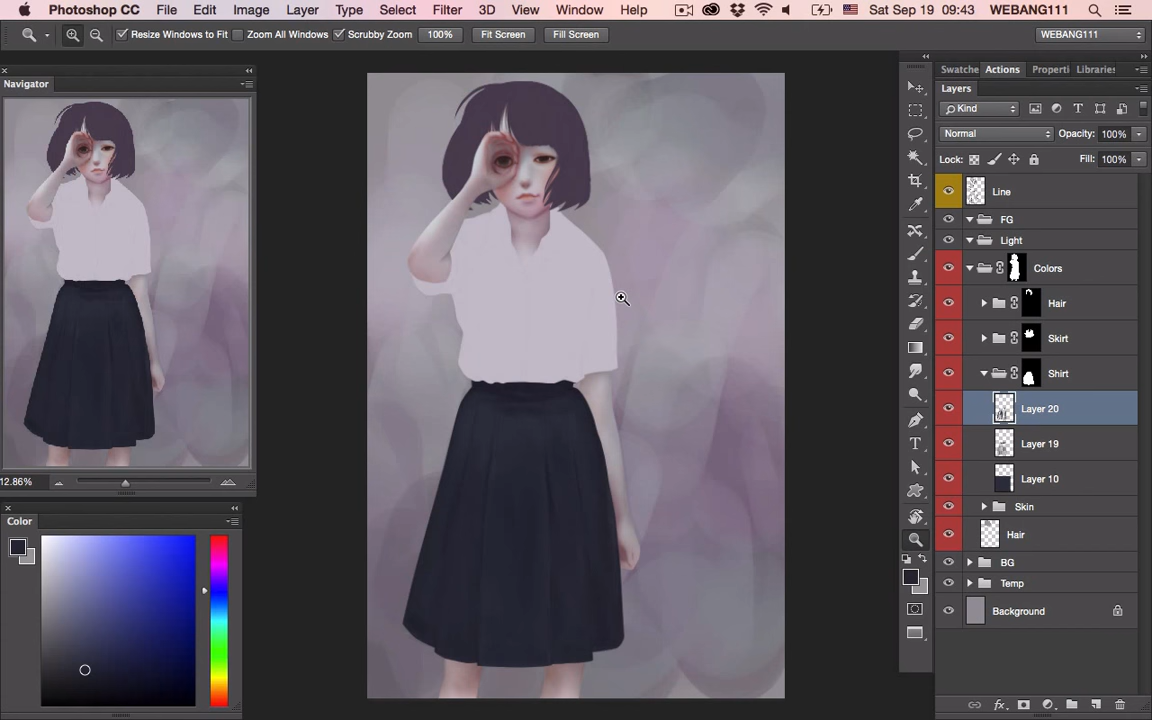 Photoshop CC File Edit Image Layer Type Select Filter 3D View Window Help Sat Sep 19 09:43 WEBANG111
Resize Windows to Fit Zoom All Windows Scrubby Zoom 100% Fit Screen Fill Screen WEBANG111
Navigator
12.86%
Color
Swatche Actions Properti Libraries
Layers
Kind
Normal Opacity: 100%
Lock: Fill: 100%
Line
FG
Light
Colors
Hair
Skirt
Shirt
Layer 20
Layer 19
Layer 10
Skin
Hair
BG
Temp
Background